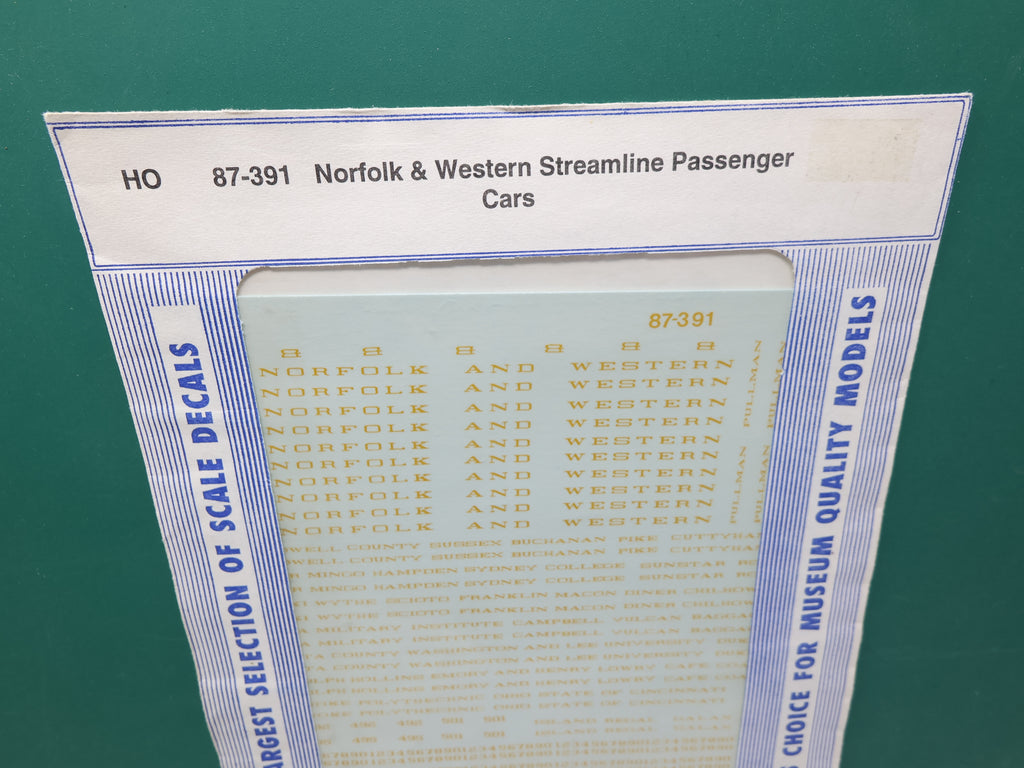 HO 87-391 Norfolk & Western Streamline Passenger
Cars
87-391
& & & & & &
NORFOLK AND WESTERN
NORFOLK AND WESTERN
NORFOLK AND WESTERN
NORFOLK AND WESTERN
NORFOLK AND WESTERN
NORFOLK AND WESTERN
NORFOLK AND WESTERN
NORFOLK AND WESTERN
NORFOLK AND WESTERN
PULLMAN PULLMAN
PULLMAN PULLMAN
WELL COUNTY SUSSEX BUCHANAN PIKE
WELL COUNTY SUSSEX BUCHANAN PIKE
MINGO HAMPDEN SYDNEY COLLEGE SUNSTAR
MINGO HAMPDEN SYDNEY COLLEGE SUNSTAR
WYTHE SCIOTO FRANKLIN MACON DINER
WYTHE SCIOTO FRANKLIN MACON DINER
MILITARY INSTITUTE CAMPBELL VULCAN
MILITARY INSTITUTE CAMPBELL VULCAN
COUNTY WASHINGTON AND LEE UNIVERSITY
COUNTY WASHINGTON AND LEE UNIVERSITY
EMORY AND HENRY LOWRY CAFE
EMORY AND HENRY LOWRY CAFE
POLYTECHNIC OHIO STATE OF CINCINNATI
POLYTECHNIC OHIO STATE OF CINCINNATI
ARGEST SELECTION OF SCALE DECALS
S CHOICE FOR MUSEUM QUALITY MODELS